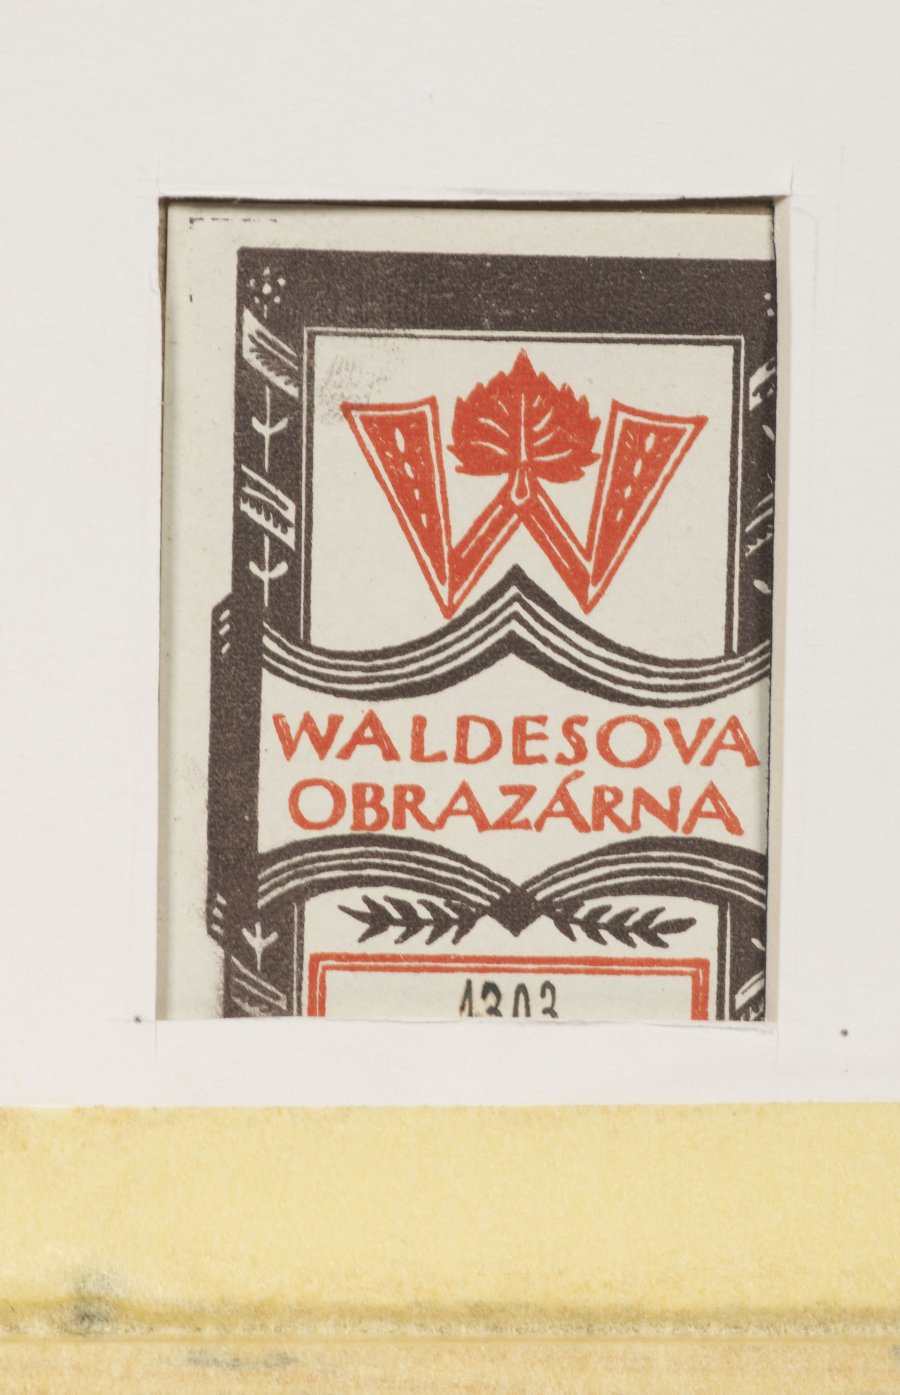 W
WALDESOVA
OBRAZÁRNA
1303